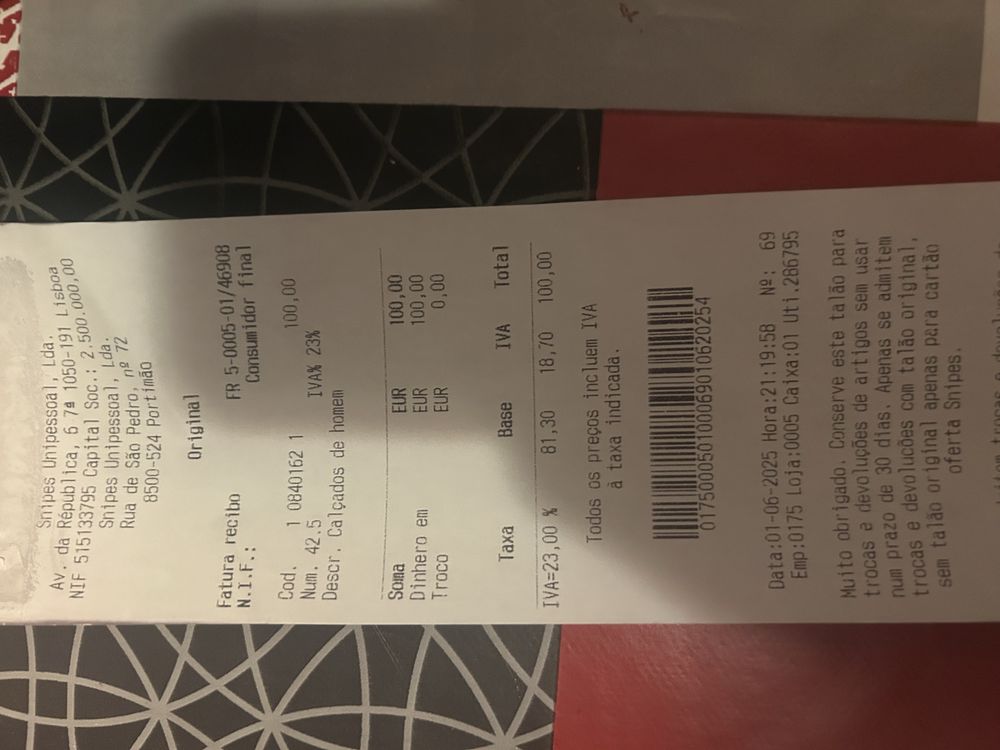 Snipes Unipessoal, Lda.
Av. da Républica, 6 7ª 1050-191 Lisboa
NIF 515133795 Capital Soc.: 2.500.000,00
Snipes Unipessoal, Lda.
Rua de São Pedro, nº 72
8500-524 Portimão
Original
Fatura recibo FR 5-0005-01/46908
N.I.F.: Consumidor final
Cod. 1 0840162 1 100,00
Num. 42.5 IVA% 23%
Descr. Calçados de homem
Soma EUR 100,00
Dinhero em EUR 100,00
Troco EUR 0,00
Taxa Base IVA Total
IVA=23,00 % 81,30 18,70 100,00
Todos os preços incluem IVA
à taxa indicada.
0175000501000069010620254
Data:01-06-2025 Hora:21:19:58 Nº: 69
Emp:0175 Loja:0005 Caixa:01 Uti.286795
Muito obrigado. Conserve este talão para
trocas e devoluções de artigos sem usar
num prazo de 30 dias. Apenas se admitem
trocas e devolucões com talão original,
sem talão original apenas para cartão
oferta Snipes.